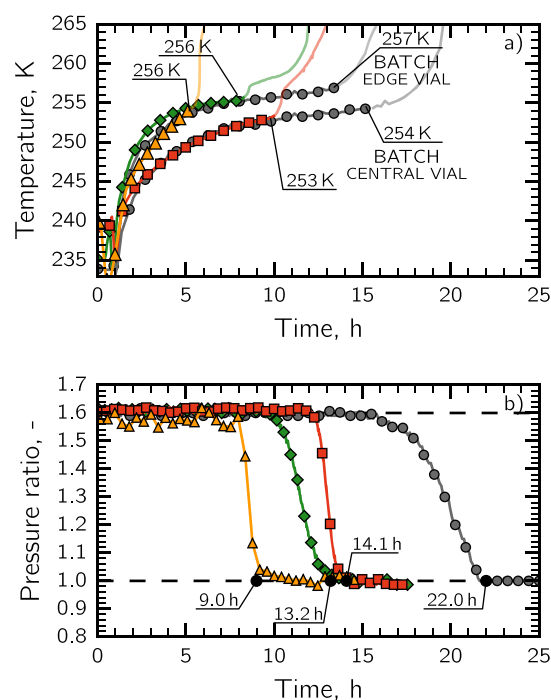 265
260
255
250
245
240
235
Temperature, K
a)
256 K
257 K
256 K
BATCH
EDGE VIAL
254 K
BATCH
CENTRAL VIAL
253 K
0 5 10 15 20 25
Time, h
1.7
1.6
1.5
1.4
1.3
1.2
1.1
1.0
0.9
0.8
Pressure ratio, -
b)
14.1 h
9.0 h
13.2 h
22.0 h
0 5 10 15 20 25
Time, h